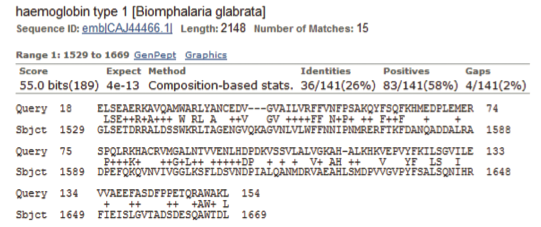 haemoglobin type 1 [Biomphalaria glabrata]
Sequence ID: emb|CAJ44466.1| Length: 2148 Number of Matches: 15
Range 1: 1529 to 1669 GenPept Graphics
Score Expect Method Identities Positives Gaps
55.0 bits(189) 4e-13 Composition-based stats. 36/141(26%) 83/141(58%) 4/141(2%)
Query 18 ELSEAERKAVQAMWARLYANCEDV---GVAILVRFFVNFPSAKQYFSQFKHMEDPLEMER 74
LSE++R+A+++ W RL A ++V GV ++++FF N+P+ ++ F++F + +
Sbjct 1529 GLSETDRRALDSSWKRLTAGENGVQKAGVNLVLWFFNNIPNMRERFTKFDANQADDALRA 1588
Query 75 SPQLRKHACRVMGALNTVVENLHDPDKVSSVLALVGKAH-ALKHKVEPVYFKILSGVILE 133
P+++K+ ++G+L++ +++++DP + + V+ AH ++ V YF LS I
Sbjct 1589 DPEFQKQVNVIVGGLKSFLDSVNDPIALQANMDRVAEAHLSMDPVVGVPYFSALSQNIHR 1648
Query 134 VVAEEFASDFPPETQRAWAKL 154
+ ++ ++ +AW+ L
Sbjct 1649 FIEISLGVTADSDESQAWTDL 1669